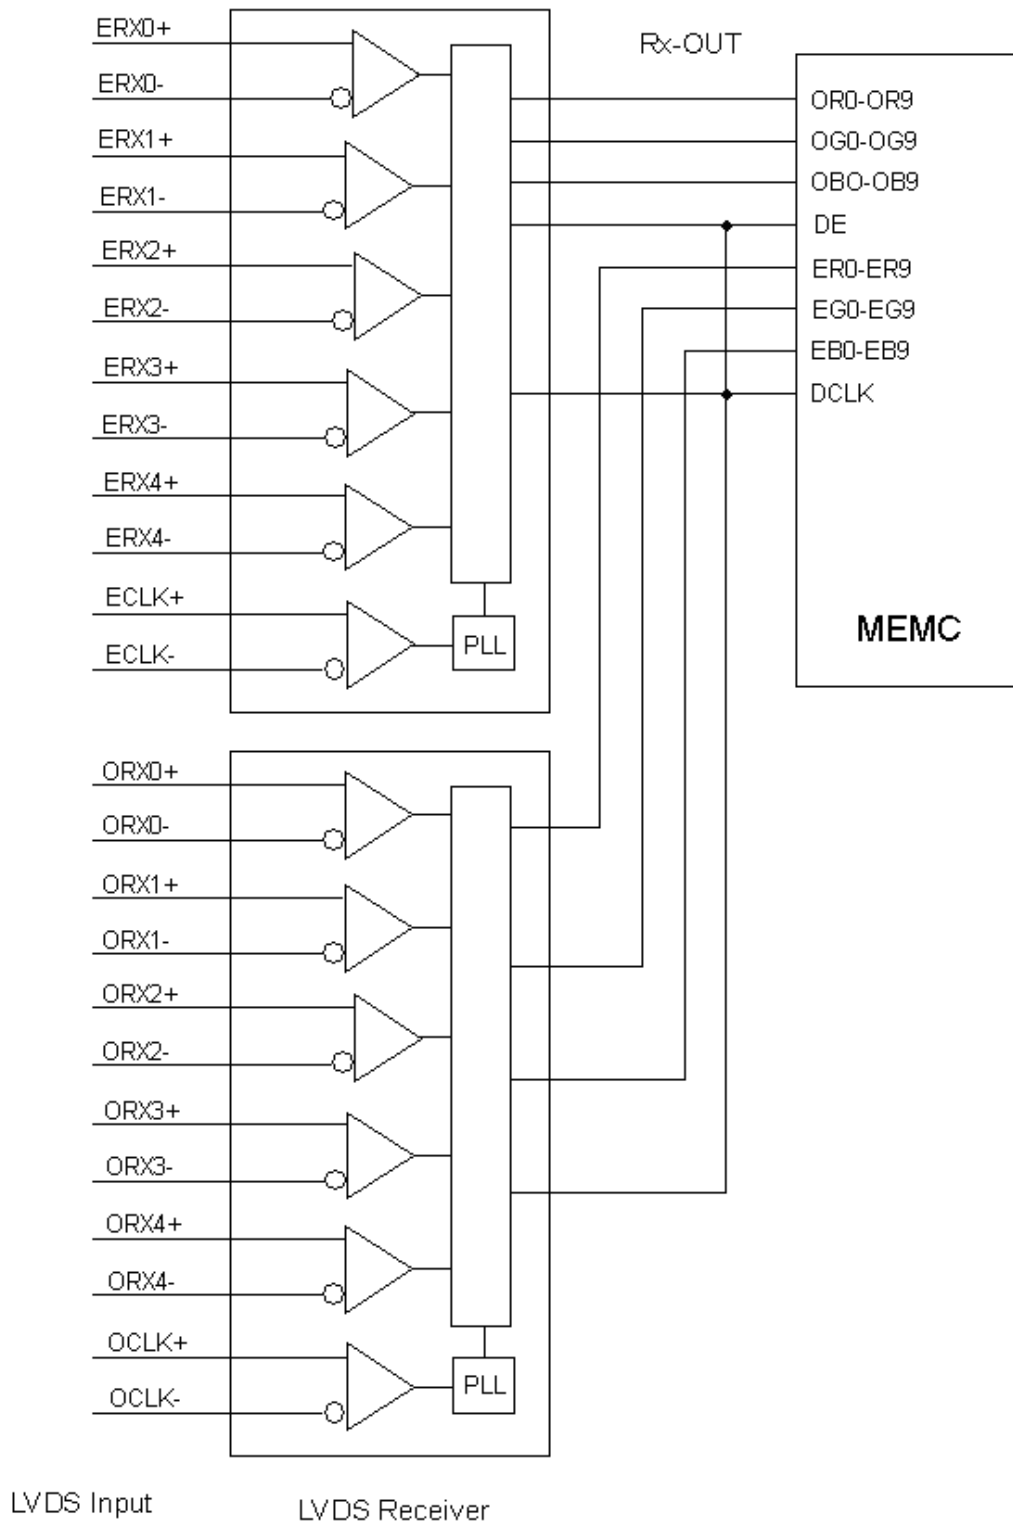 ERX0+
ERX0-
ERX1+
ERX1-
ERX2+
ERX2-
ERX3+
ERX3-
ERX4+
ERX4-
ECLK+
ECLK-
PLL
Rx-OUT
OR0-OR9
OG0-OG9
OBO-OB9
DE
ER0-ER9
EG0-EG9
EB0-EB9
DCLK
MEMC
ORX0+
ORX0-
ORX1+
ORX1-
ORX2+
ORX2-
ORX3+
ORX3-
ORX4+
ORX4-
OCLK+
OCLK-
PLL
LVDS Input
LVDS Receiver